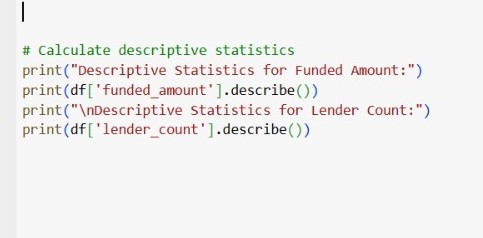 # Calculate descriptive statistics
print("Descriptive Statistics for Funded Amount:")
print(df['funded_amount'].describe())
print("\nDescriptive Statistics for Lender Count:")
print(df['lender_count'].describe())